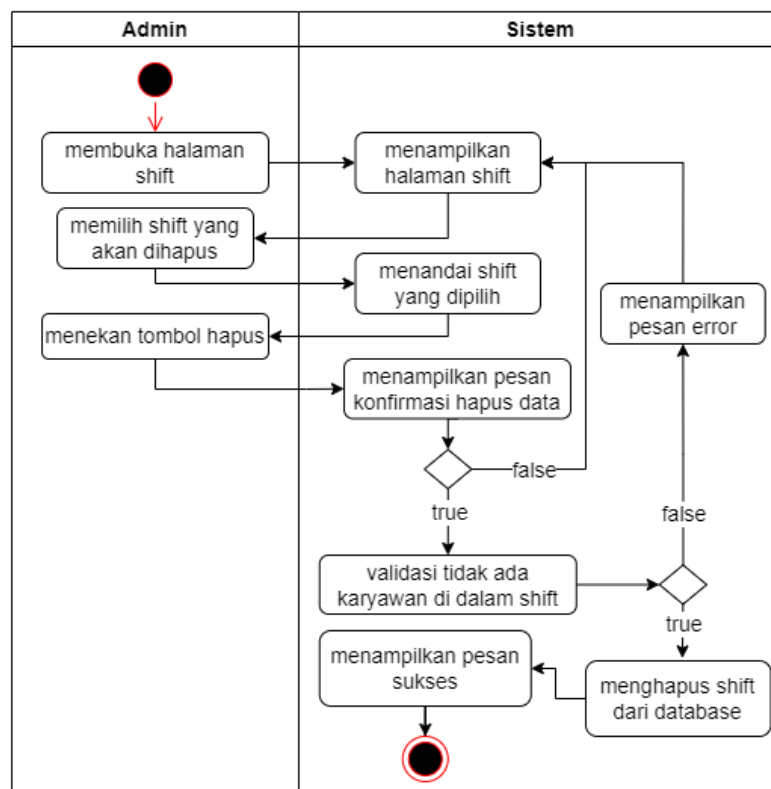 Admin
Sistem
membuka halaman
shift
menampilkan
halaman shift
memilih shift yang
akan dihapus
menandai shift
yang dipilih
menampilkan
pesan error
menekan tombol hapus
menampilkan pesan
konfirmasi hapus data
false
true
false
validasi tidak ada
karyawan di dalam shift
true
menampilkan pesan
sukses
menghapus shift
dari database